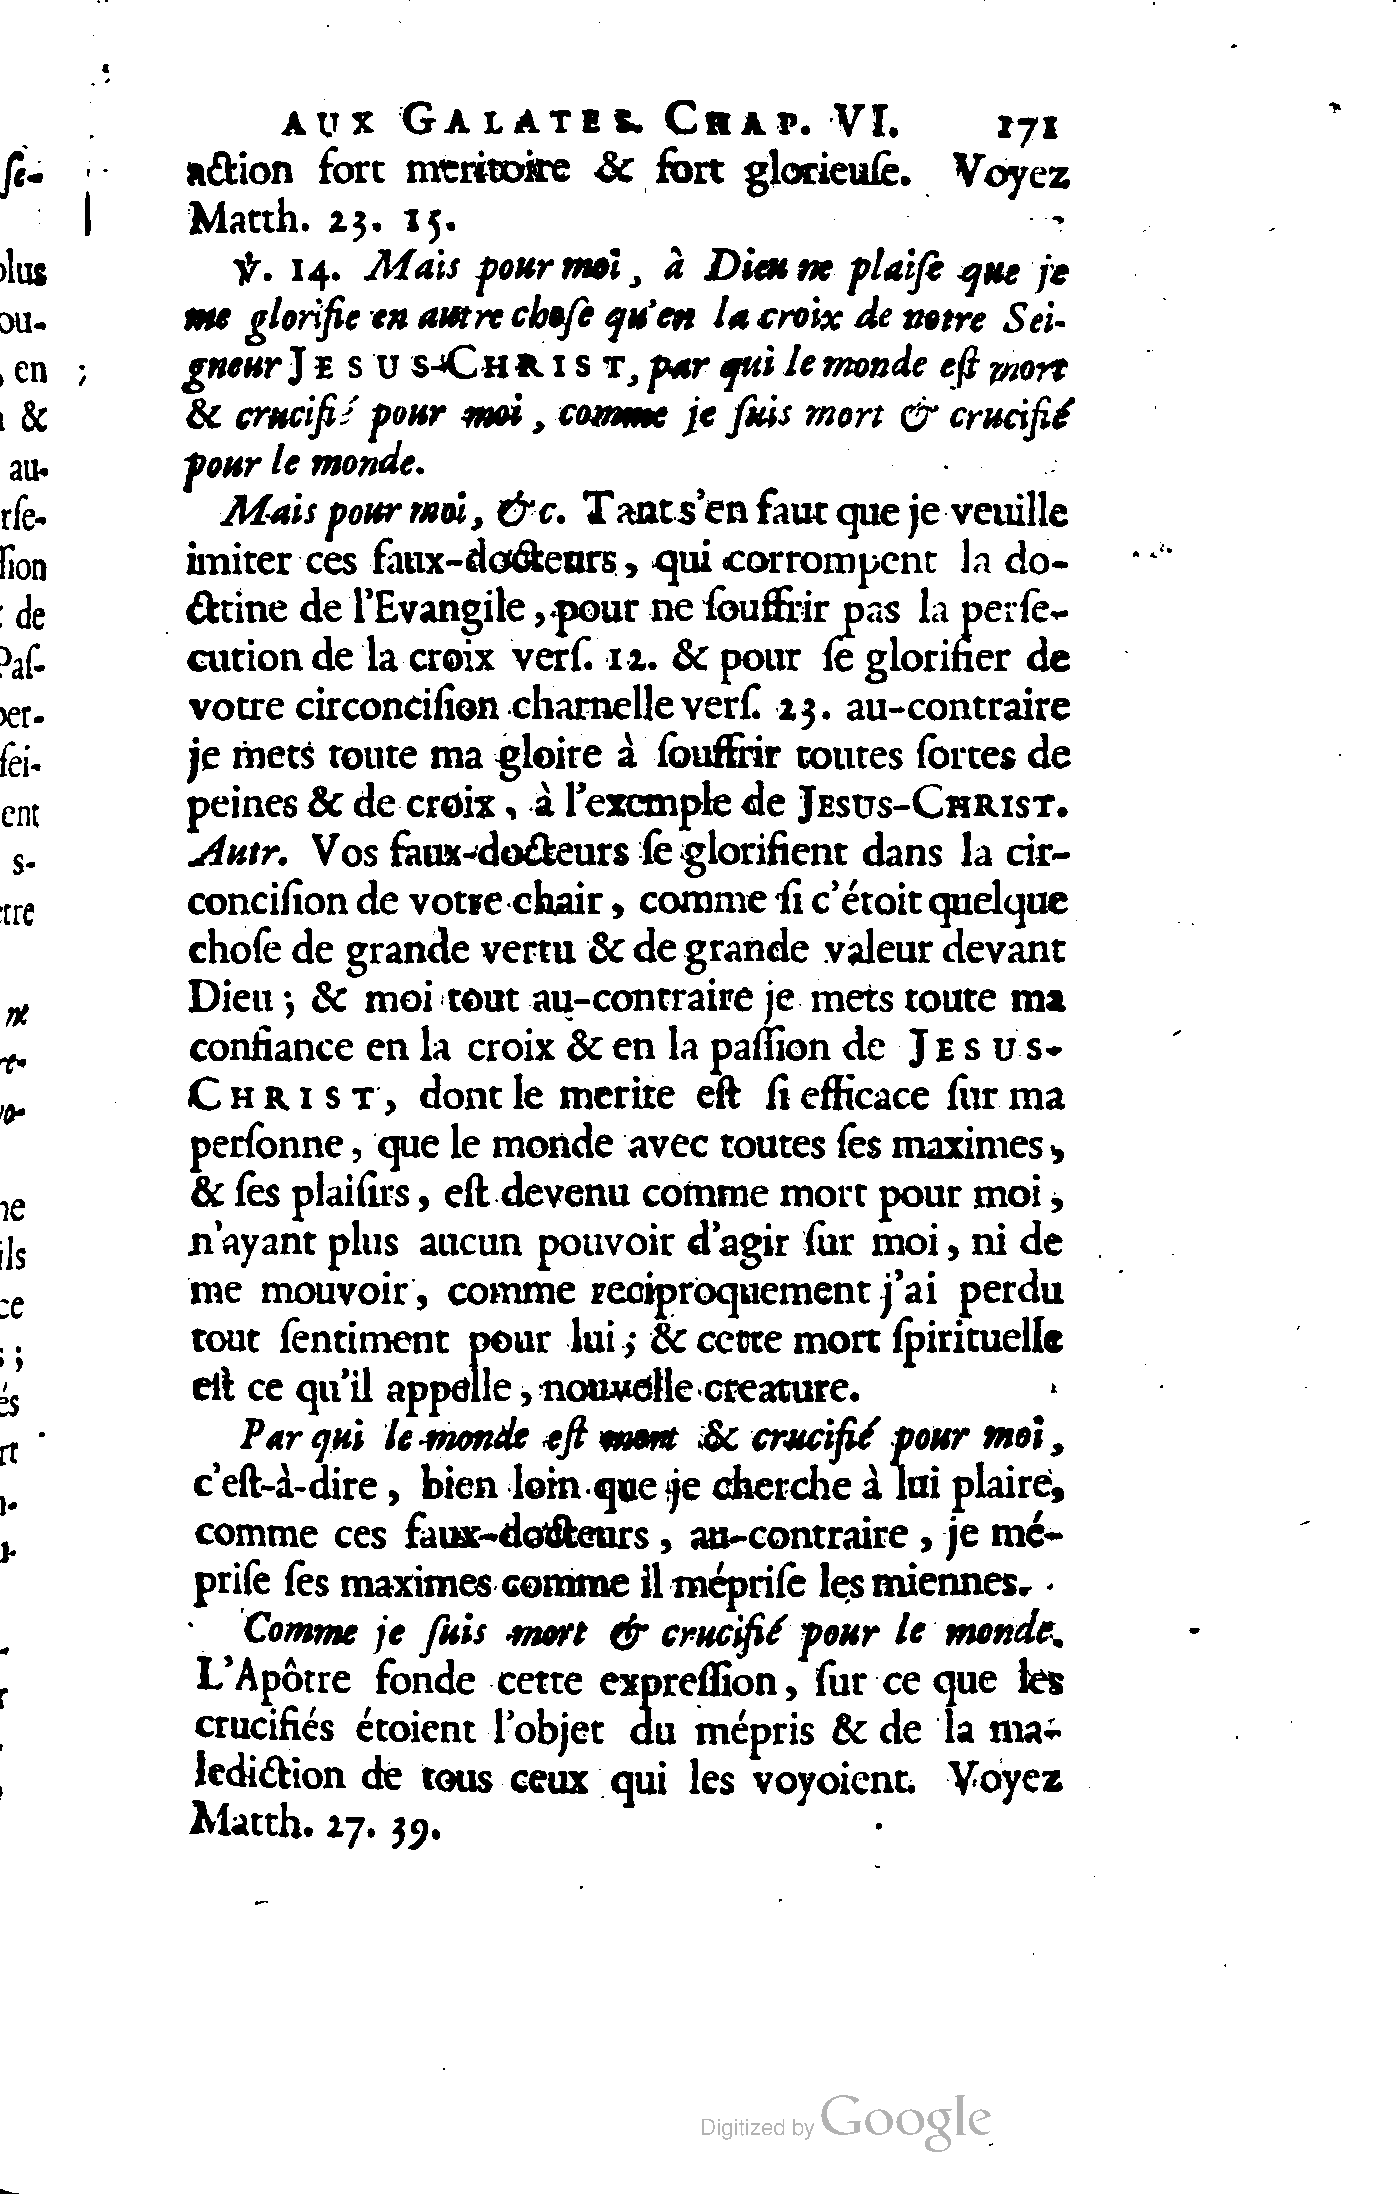 AUX GALATES. CHAP. VI. 171
action fort meritoire & fort glorieuſe. Voyez
Matth. 23. 15.
℣. 14. Mais pour moi, à Dieu ne plaiſe que je
me glorifie en autre choſe qu'en la croix de notre Sei-
gneur JESUS-CHRIST, par qui le monde eſt mort
& crucifié pour moi, comme je ſuis mort & crucifié
pour le monde.
Mais pour moi, &c. Tant s'en faut que je veuille
imiter ces faux-docteurs, qui corrompent la do-
ctrine de l'Evangile, pour ne ſouffrir pas la perſe-
cution de la croix verſ. 12. & pour ſe glorifier de
votre circonciſion charnelle verſ. 23. au-contraire
je mets toute ma gloire à ſouffrir toutes ſortes de
peines & de croix, à l'exemple de JESUS-CHRIST.
Autr. Vos faux-docteurs ſe glorifient dans la cir-
conciſion de votre chair, comme ſi c'étoit quelque
choſe de grande vertu & de grande valeur devant
Dieu; & moi tout au-contraire je mets toute ma
confiance en la croix & en la paſſion de JESUS-
CHRIST, dont le merite eſt ſi efficace ſur ma
perſonne, que le monde avec toutes ſes maximes,
& ſes plaiſirs, eſt devenu comme mort pour moi,
n'ayant plus aucun pouvoir d'agir ſur moi, ni de
me mouvoir, comme reciproquement j'ai perdu
tout ſentiment pour lui; & cette mort ſpirituelle
eſt ce qu'il appelle, nouvelle creature.
Par qui le monde eſt mort & crucifié pour moi,
c'eſt-à-dire, bien loin que je cherche à lui plaire,
comme ces faux-docteurs, au-contraire, je mé-
priſe ſes maximes comme il mépriſe les miennes.
Comme je ſuis mort & crucifié pour le monde.
L'Apôtre fonde cette expreſſion, ſur ce que les
crucifiés étoient l'objet du mépris & de la ma-
lediction de tous ceux qui les voyoient. Voyez
Matth. 27. 39.
Digitized by Google